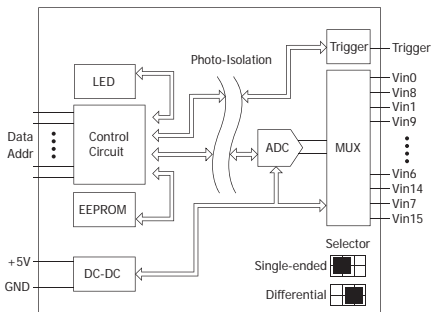 Trigger
Trigger
Photo-Isolation
LED
Vin0
Vin8
Vin1
Vin9
Data
Addr
Control
Circuit
ADC
MUX
Vin6
Vin14
Vin7
Vin15
EEPROM
Selector
+5V
GND
DC-DC
Single-ended
Differential